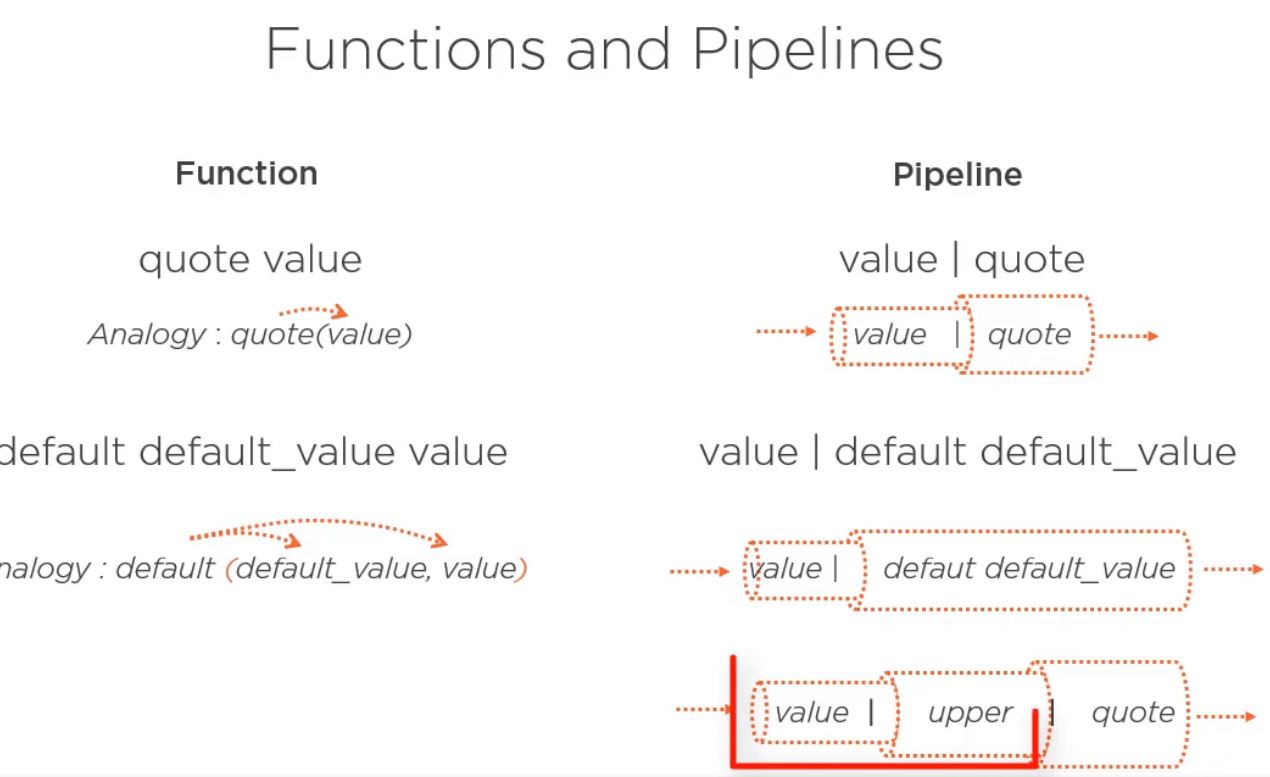 Functions and Pipelines
Function
Pipeline
quote value
value | quote
Analogy : quote(value)
value | quote
default default_value value
value | default default_value
nalogy : default (default_value, value)
value | defaut default_value
value | upper | quote